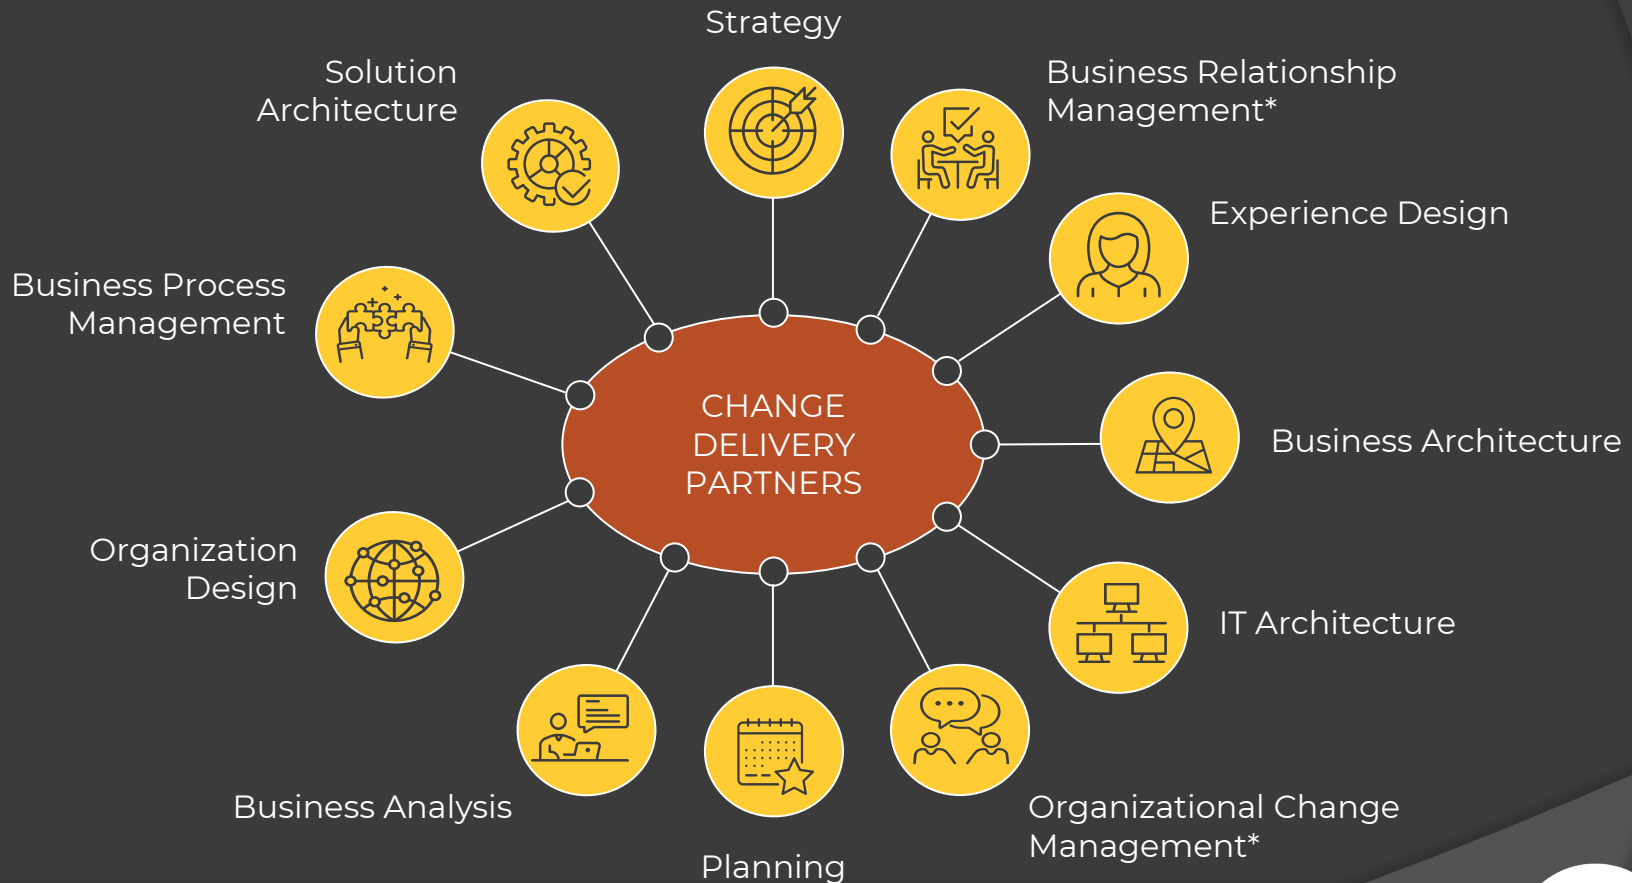 Strategy
Solution
Architecture
Business Relationship
Management*
Experience Design
Business Process
Management
CHANGE
DELIVERY
PARTNERS
Business Architecture
Organization
Design
IT Architecture
Business Analysis
Organizational Change
Management*
Planning